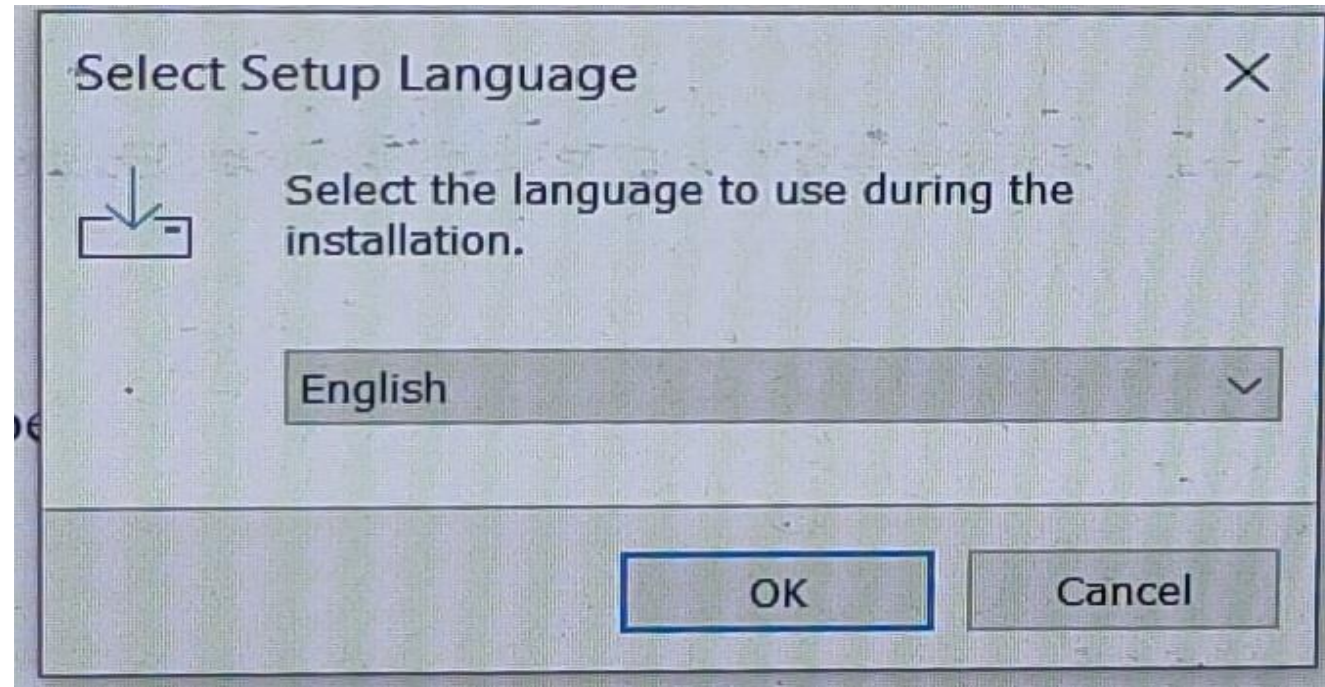 Select Setup Language
Select the language to use during the
installation.
English
OK
Cancel